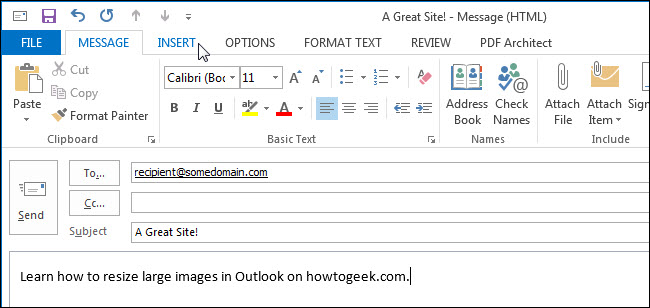 A Great Site! - Message (HTML)
FILE MESSAGE INSERT OPTIONS FORMAT TEXT REVIEW PDF Architect
Paste
Cut
Copy
Format Painter
Clipboard
Calibri (Boc 11
B I U
Basic Text
Address Book
Check Names
Names
Attach File
Attach Item
Sign
Include
Send
To...
recipient@somedomain.com
Cc...
Subject A Great Site!
Learn how to resize large images in Outlook on howtogeek.com.